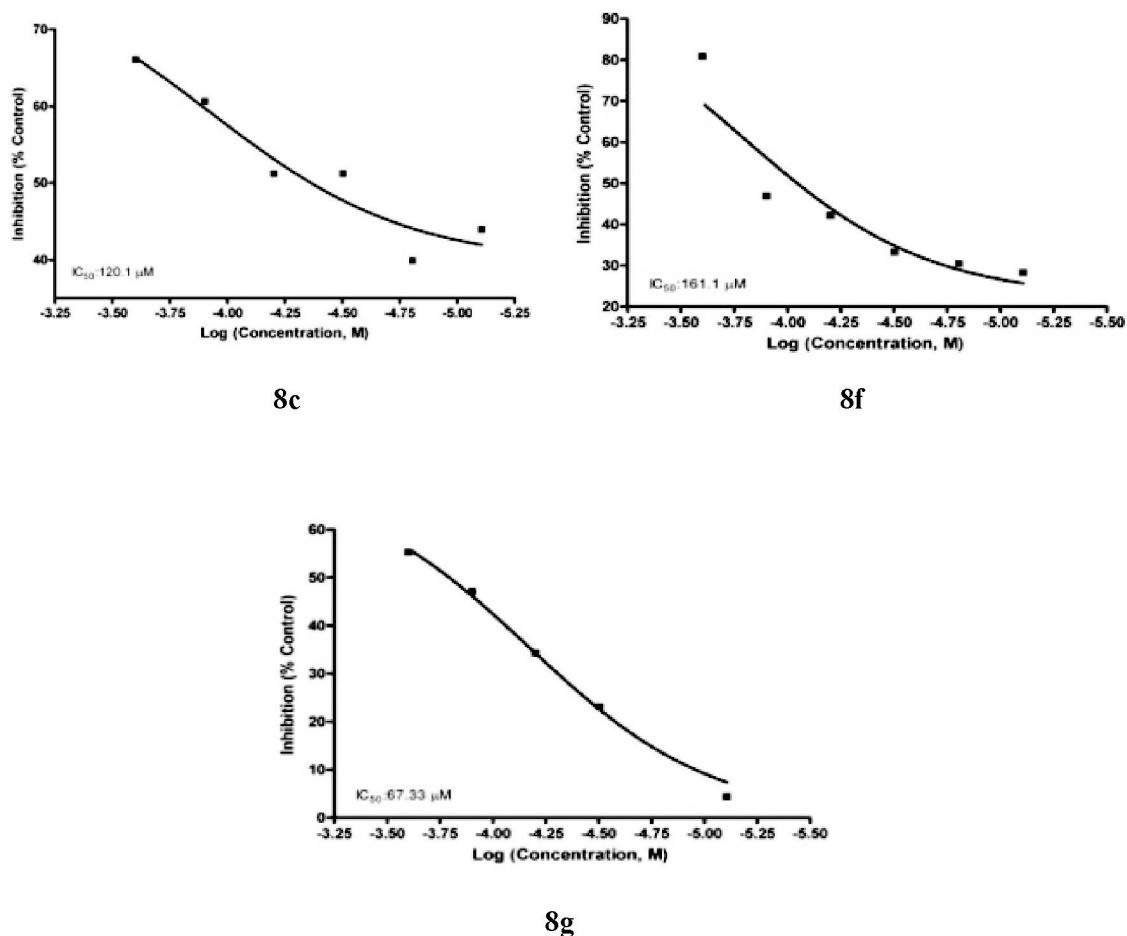 70
60
50
40
Inhibition (% Control)
IC50:120.1 μM
-3.25 -3.50 -3.75 -4.00 -4.25 -4.50 -4.75 -5.00 -5.25
Log (Concentration, M)
8c
90
80
70
60
50
40
30
20
Inhibition (% Control)
IC50:161.1 μM
-3.25 -3.50 -3.75 -4.00 -4.25 -4.50 -4.75 -5.00 -5.25 -5.50
Log (Concentration, M)
8f
60
50
40
30
20
10
0
Inhibition (% Control)
IC50:67.33 μM
-3.25 -3.50 -3.75 -4.00 -4.25 -4.50 -4.75 -5.00 -5.25 -5.50
Log (Concentration, M)
8g